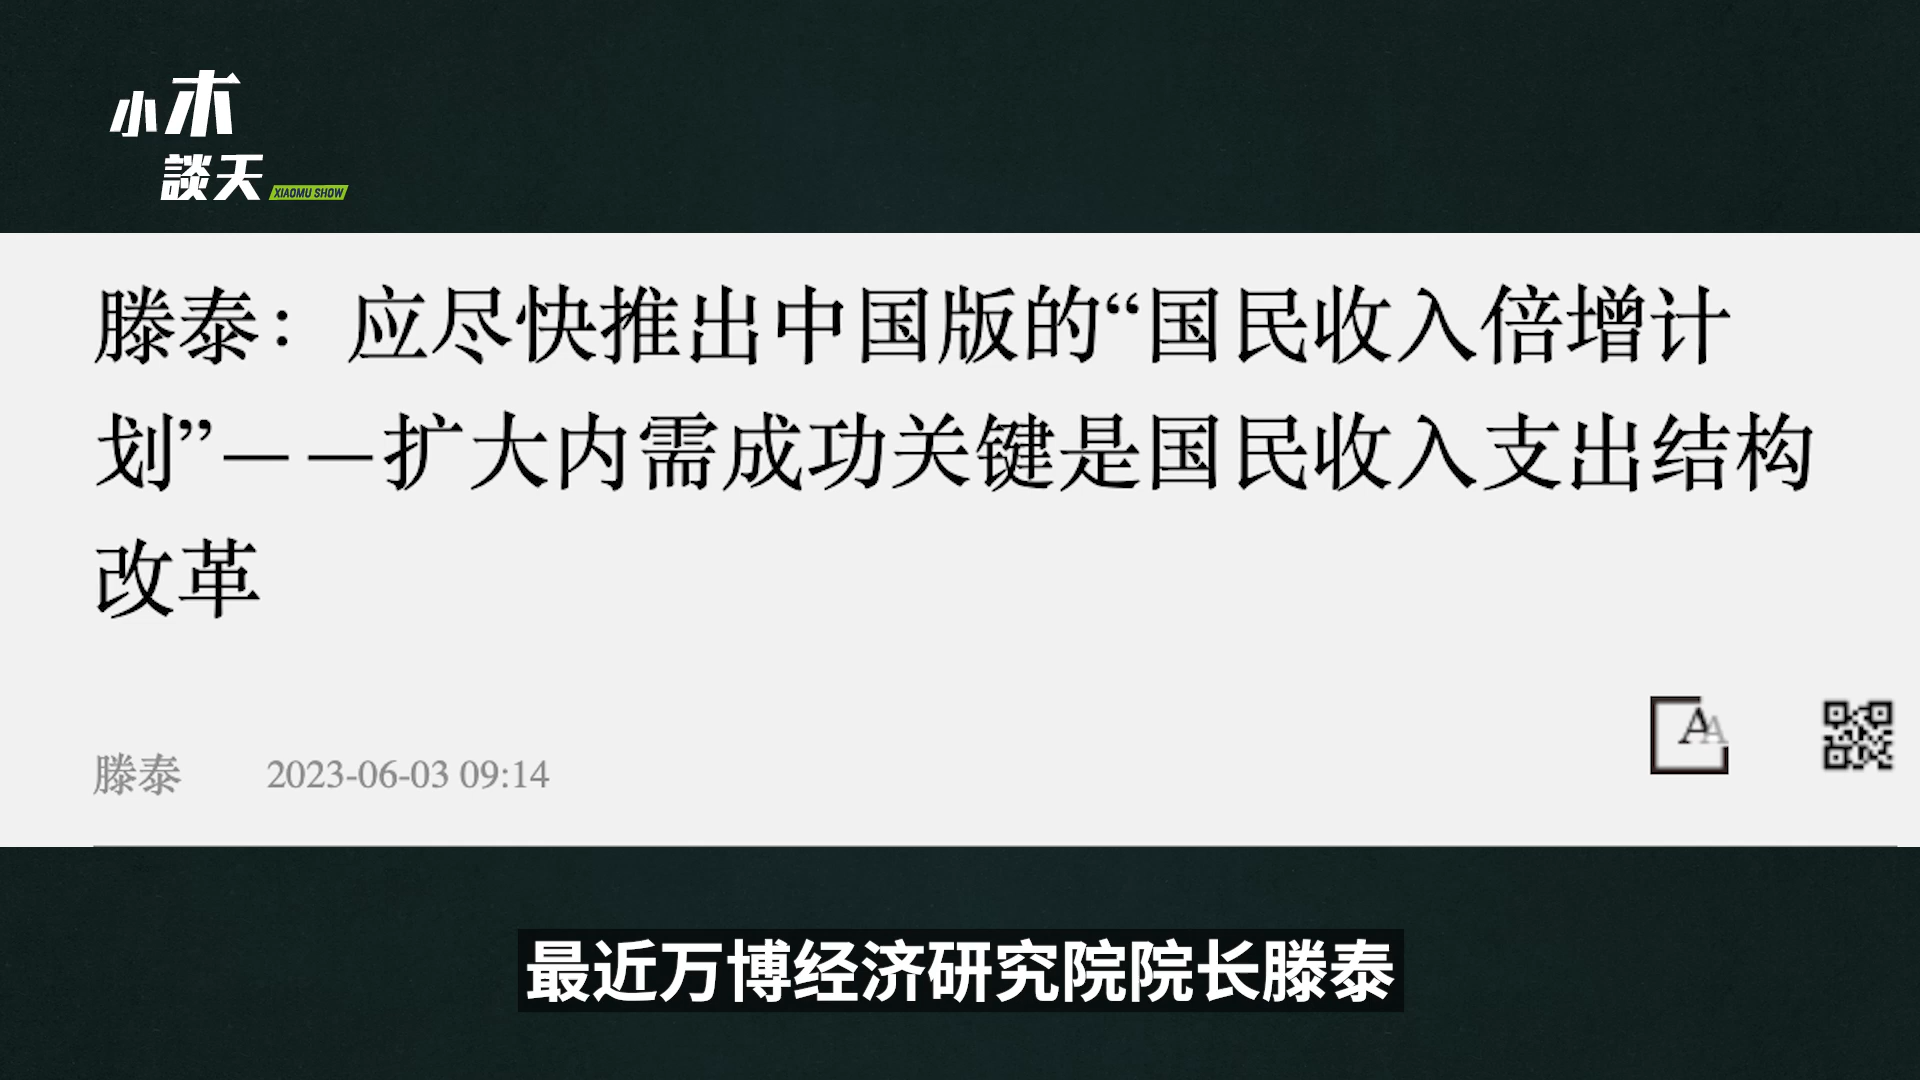 小木
談天 XIAOMU SHOW
滕泰：应尽快推出中国版的“国民收入倍增计
划”——扩大内需成功关键是国民收入支出结构
改革
滕泰 2023-06-03 09:14
AA
最近万博经济研究院院长滕泰